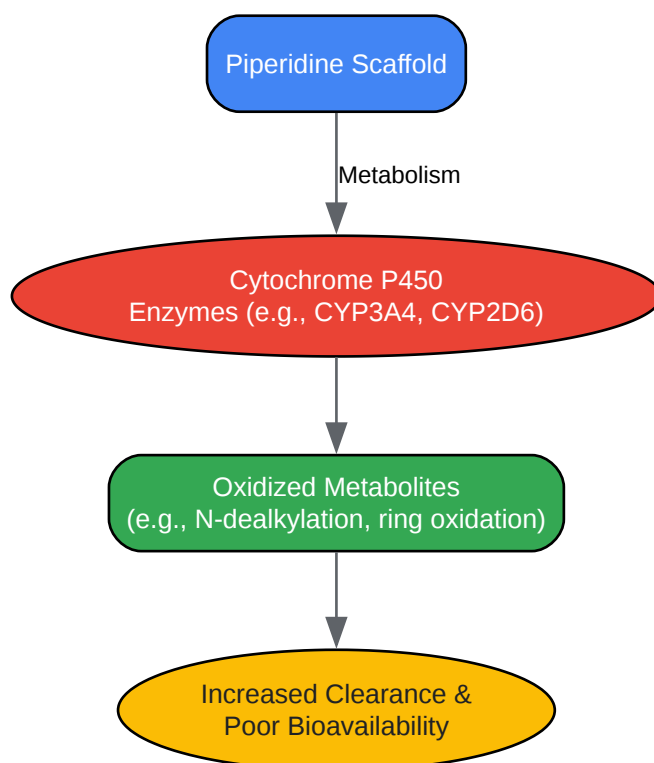 Piperidine Scaffold
Metabolism
Cytochrome P450
Enzymes (e.g., CYP3A4, CYP2D6)
Oxidized Metabolites
(e.g., N-dealkylation, ring oxidation)
Increased Clearance &
Poor Bioavailability